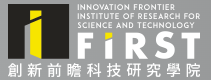 INNOVATION FRONTIER
INSTITUTE OF RESEARCH FOR
SCIENCE AND TECHNOLOGY
FiRST
創新前瞻科技研究學院